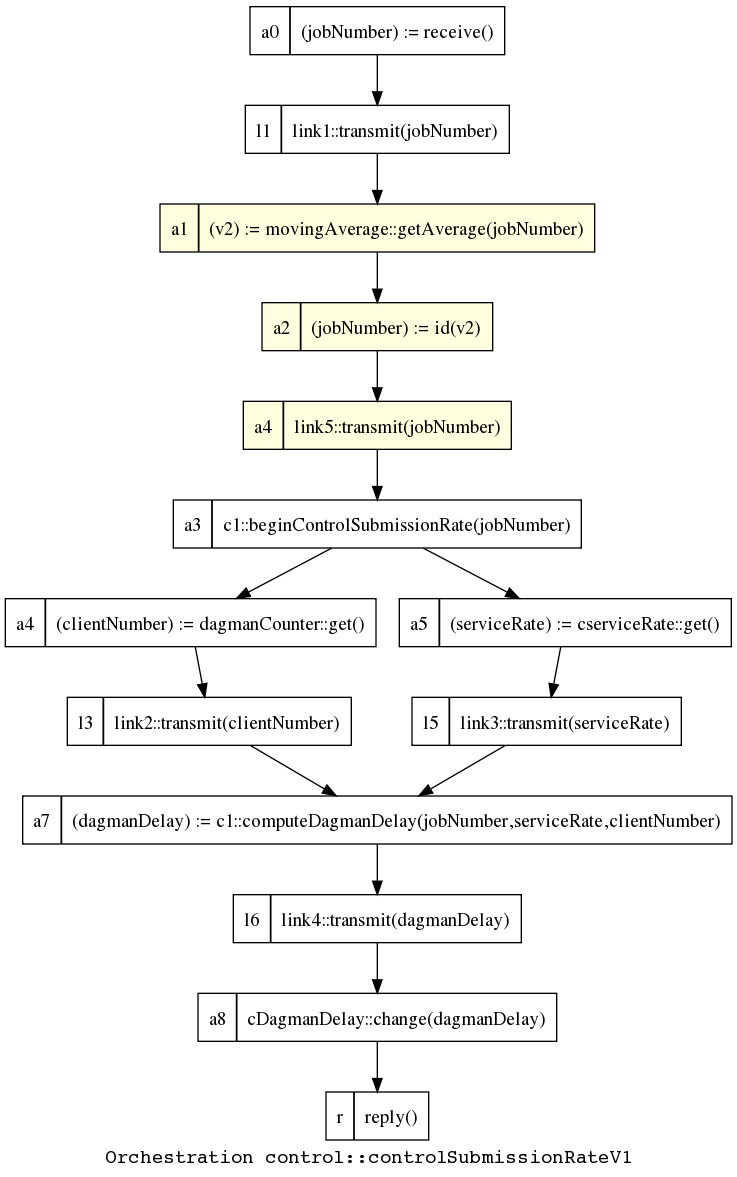 a0 (jobNumber) := receive()
l1 link1::transmit(jobNumber)
a1 (v2) := movingAverage::getAverage(jobNumber)
a2 (jobNumber) := id(v2)
a4 link5::transmit(jobNumber)
a3 c1::beginControlSubmissionRate(jobNumber)
a4 (clientNumber) := dagmanCounter::get()
a5 (serviceRate) := cserviceRate::get()
l3 link2::transmit(clientNumber)
l5 link3::transmit(serviceRate)
a7 (dagmanDelay) := c1::computeDagmanDelay(jobNumber,serviceRate,clientNumber)
l6 link4::transmit(dagmanDelay)
a8 cDagmanDelay::change(dagmanDelay)
r reply()
Orchestration control::controlSubmissionRateV1